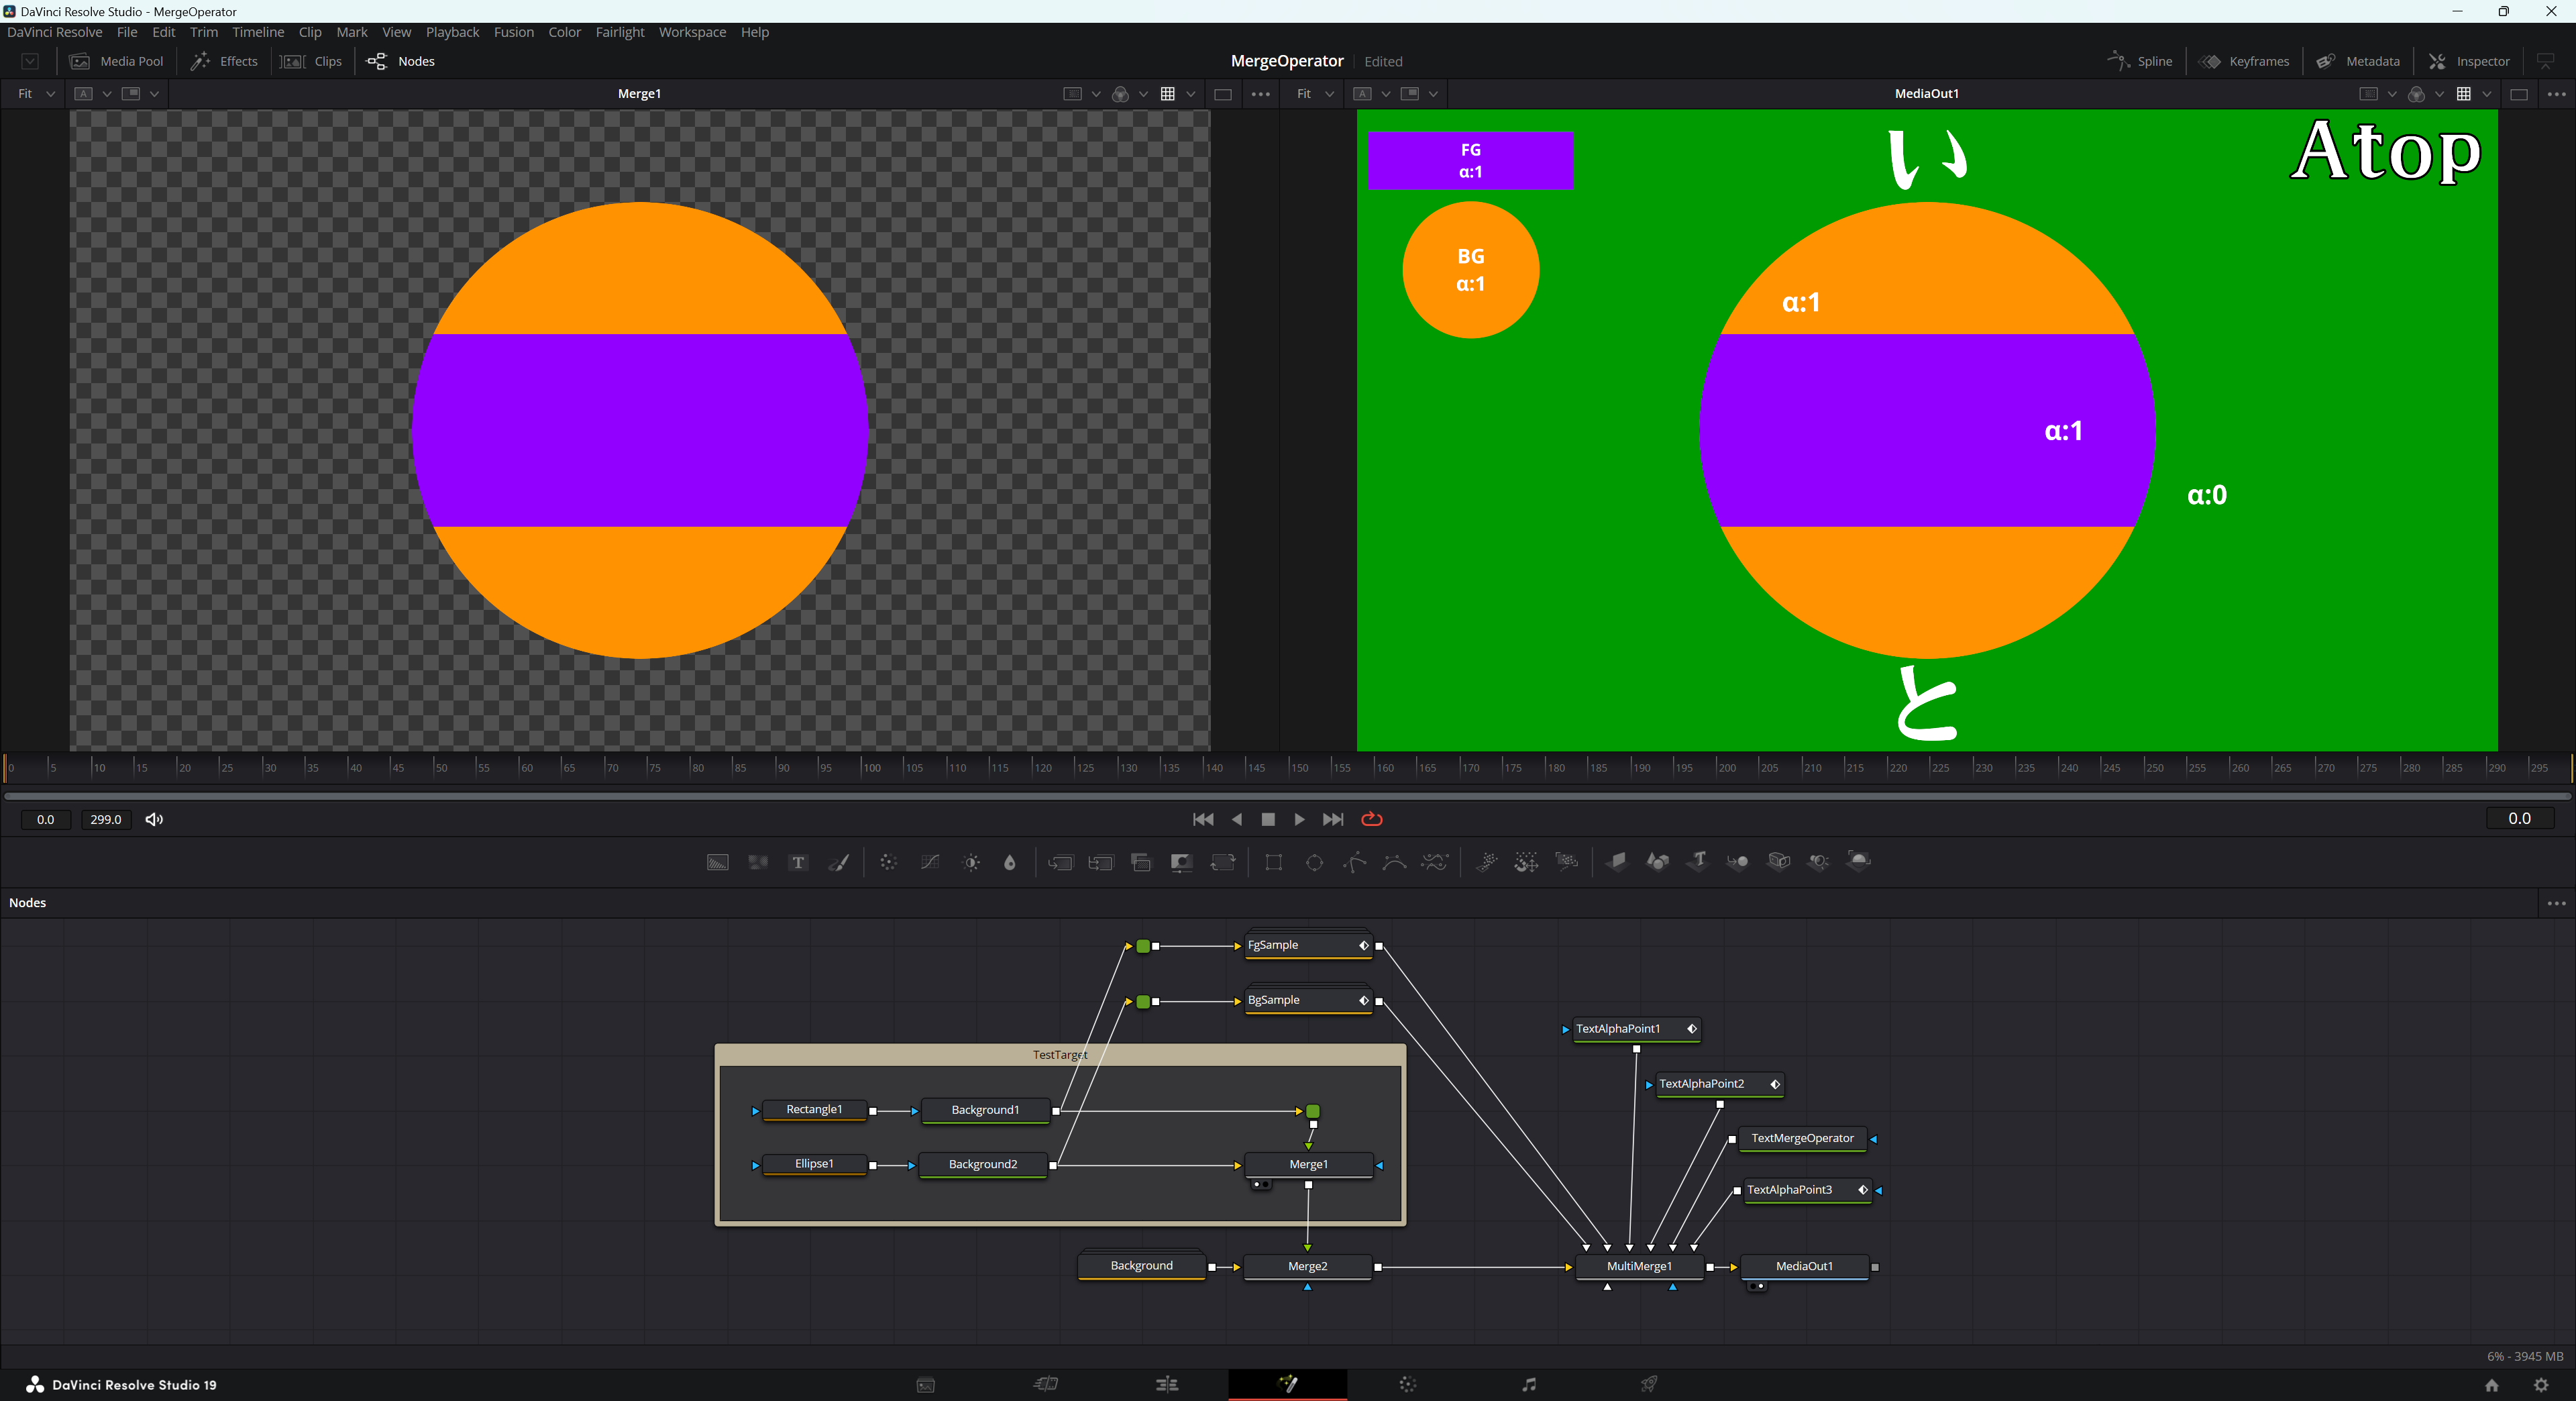 DaVinci Resolve Studio - MergeOperator
DaVinci Resolve File Edit Trim Timeline Clip Mark View Playback Fusion Color Fairlight Workspace Help
Media Pool Effects Clips Nodes MergeOperator Edited Spline Keyframes Metadata Inspector
Fit A Merge1 Fit A MediaOut1
FG
α:1
BG
α:1
い
Atop
α:1
α:1
α:0
と
0 5 10 15 20 25 30 35 40 45 50 55 60 65 70 75 80 85 90 95 100 105 110 115 120 125 130 135 140 145 150 155 160 165 170 175 180 185 190 195 200 205 210 215 220 225 230 235 240 245 250 255 260 265 270 275 280 285 290 295
0.0 299.0 0.0
T T
Nodes
FgSample
BgSample
TextAlphaPoint1
TestTarget
TextAlphaPoint2
Rectangle1 Background1
TextMergeOperator
Ellipse1 Background2 Merge1
TextAlphaPoint3
Background Merge2 MultiMerge1 MediaOut1
6% - 3945 MB
DaVinci Resolve Studio 19